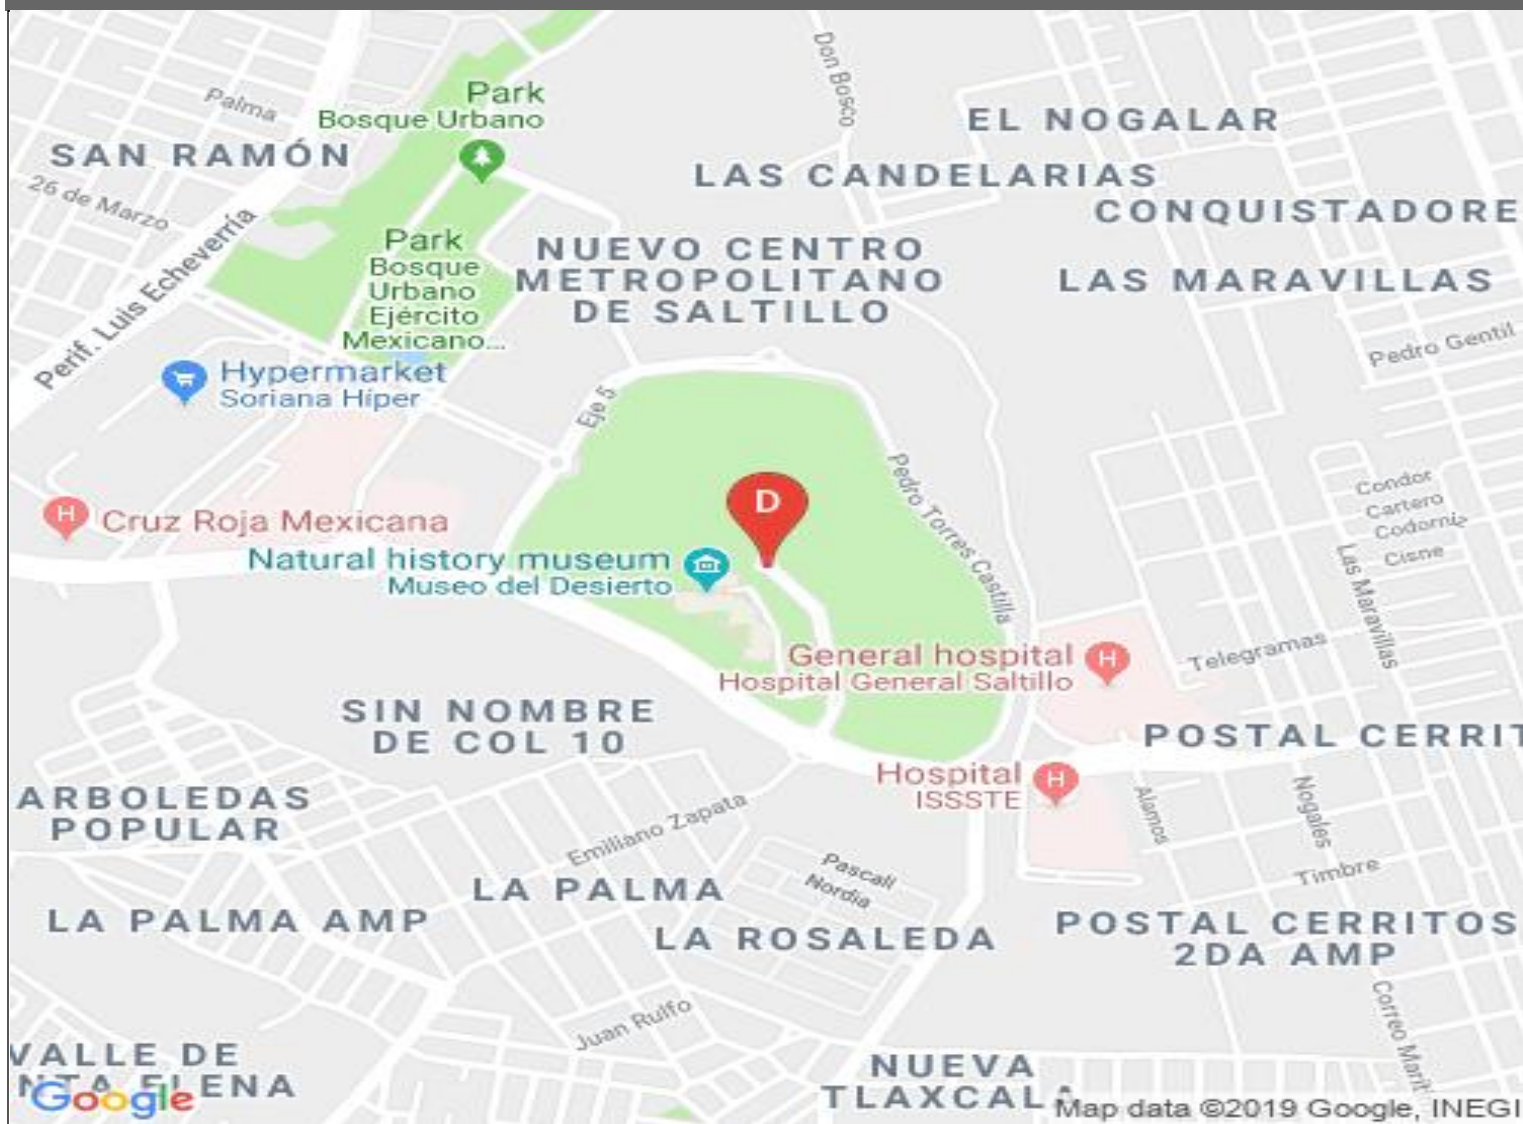 Don Bosco
Park
Bosque Urbano
Palma
EL NOGALAR
SAN RAMÓN
LAS CANDELARIAS
26 de Marzo
CONQUISTADORE
Perif. Luis Echeverría
Park
Bosque
Urbano
Ejército
Mexicano...
NUEVO CENTRO
METROPOLITANO
DE SALTILLO
LAS MARAVILLAS
Pedro Gentil
Hypermarket
Soriana Híper
Eje 5
Pedro Torres Castilla
Condor
Cartero
Codorniz
Cisne
D
H
Cruz Roja Mexicana
Natural history museum
Museo del Desierto
Las Maravillas
General hospital
Hospital General Saltillo
H
Telegramas
SIN NOMBRE
DE COL 10
POSTAL CERRIT
Hospital
ISSSTE
H
ARBOLEDAS
POPULAR
Emiliano Zapata
Alamos
Nogales
Timbre
Pascali
Nordia
LA PALMA
LA PALMA AMP
LA ROSALEDA
POSTAL CERRITOS
2DA AMP
Juan Rulfo
Correo Marit
VALLE DE
NTA ELENA
Google
NUEVA
TLAXCALA
Map data ©2019 Google, INEGI